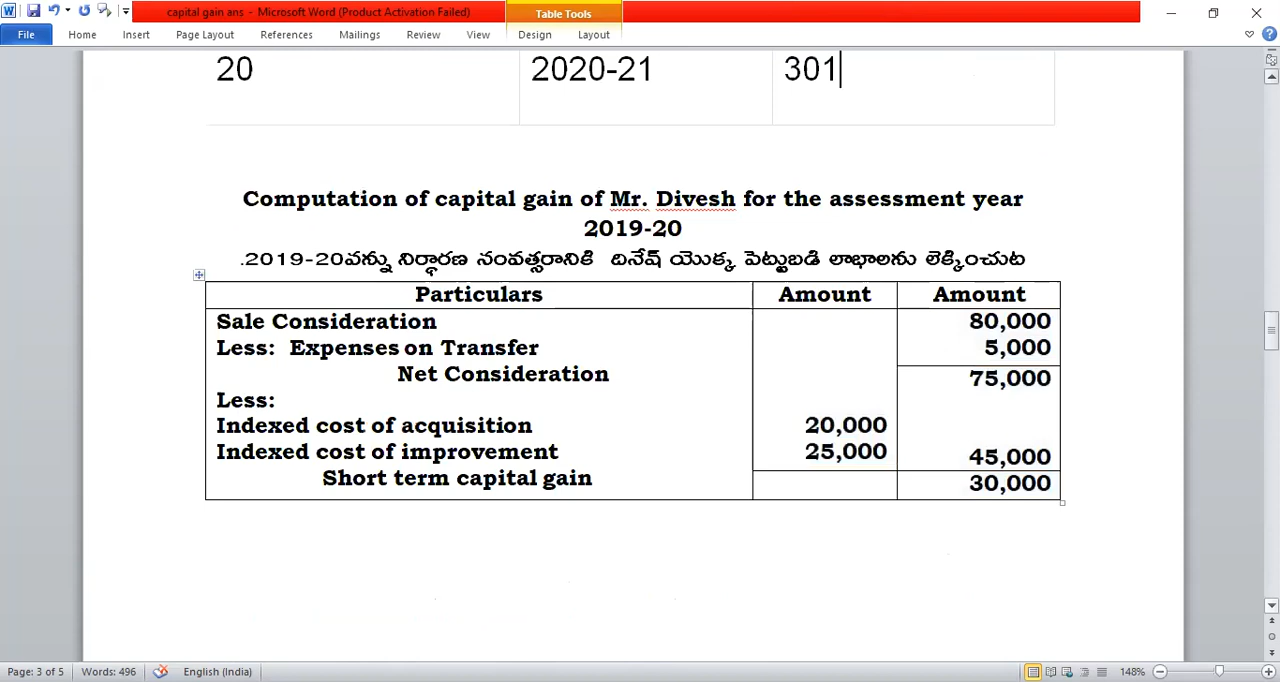 capital gain ans - Microsoft Word (Product Activation Failed)
Table Tools
File Home Insert Page Layout References Mailings Review View Design Layout
20 2020-21 301
Computation of capital gain of Mr. Divesh for the assessment year
2019-20
.2019-20వన్ను నిర్ధారణ సంవత్సరానికి దినేష్ యొక్క పెట్టుబడి లాభాలను లెక్కించుట
Particulars Amount Amount
Sale Consideration 80,000
Less: Expenses on Transfer 5,000
Net Consideration 75,000
Less:
Indexed cost of acquisition 20,000
Indexed cost of improvement 25,000 45,000
Short term capital gain 30,000
Page: 3 of 5 Words: 496 English (India) 148%